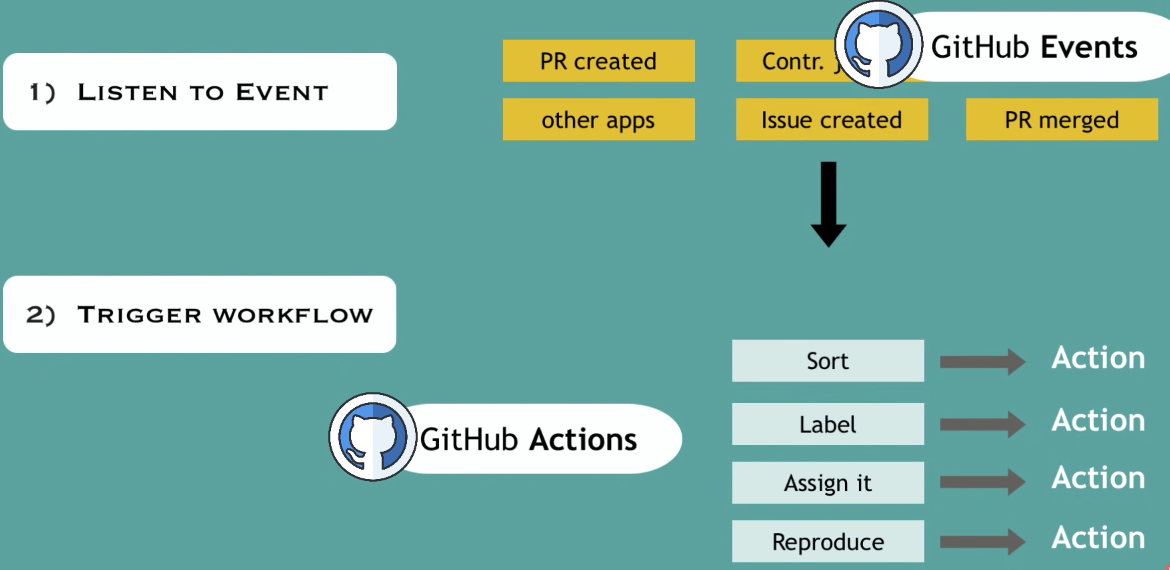 GitHub Events
1) LISTEN TO EVENT
PR created
Contr.
other apps
Issue created
PR merged
2) TRIGGER WORKFLOW
GitHub Actions
Sort
Action
Label
Action
Assign it
Action
Reproduce
Action